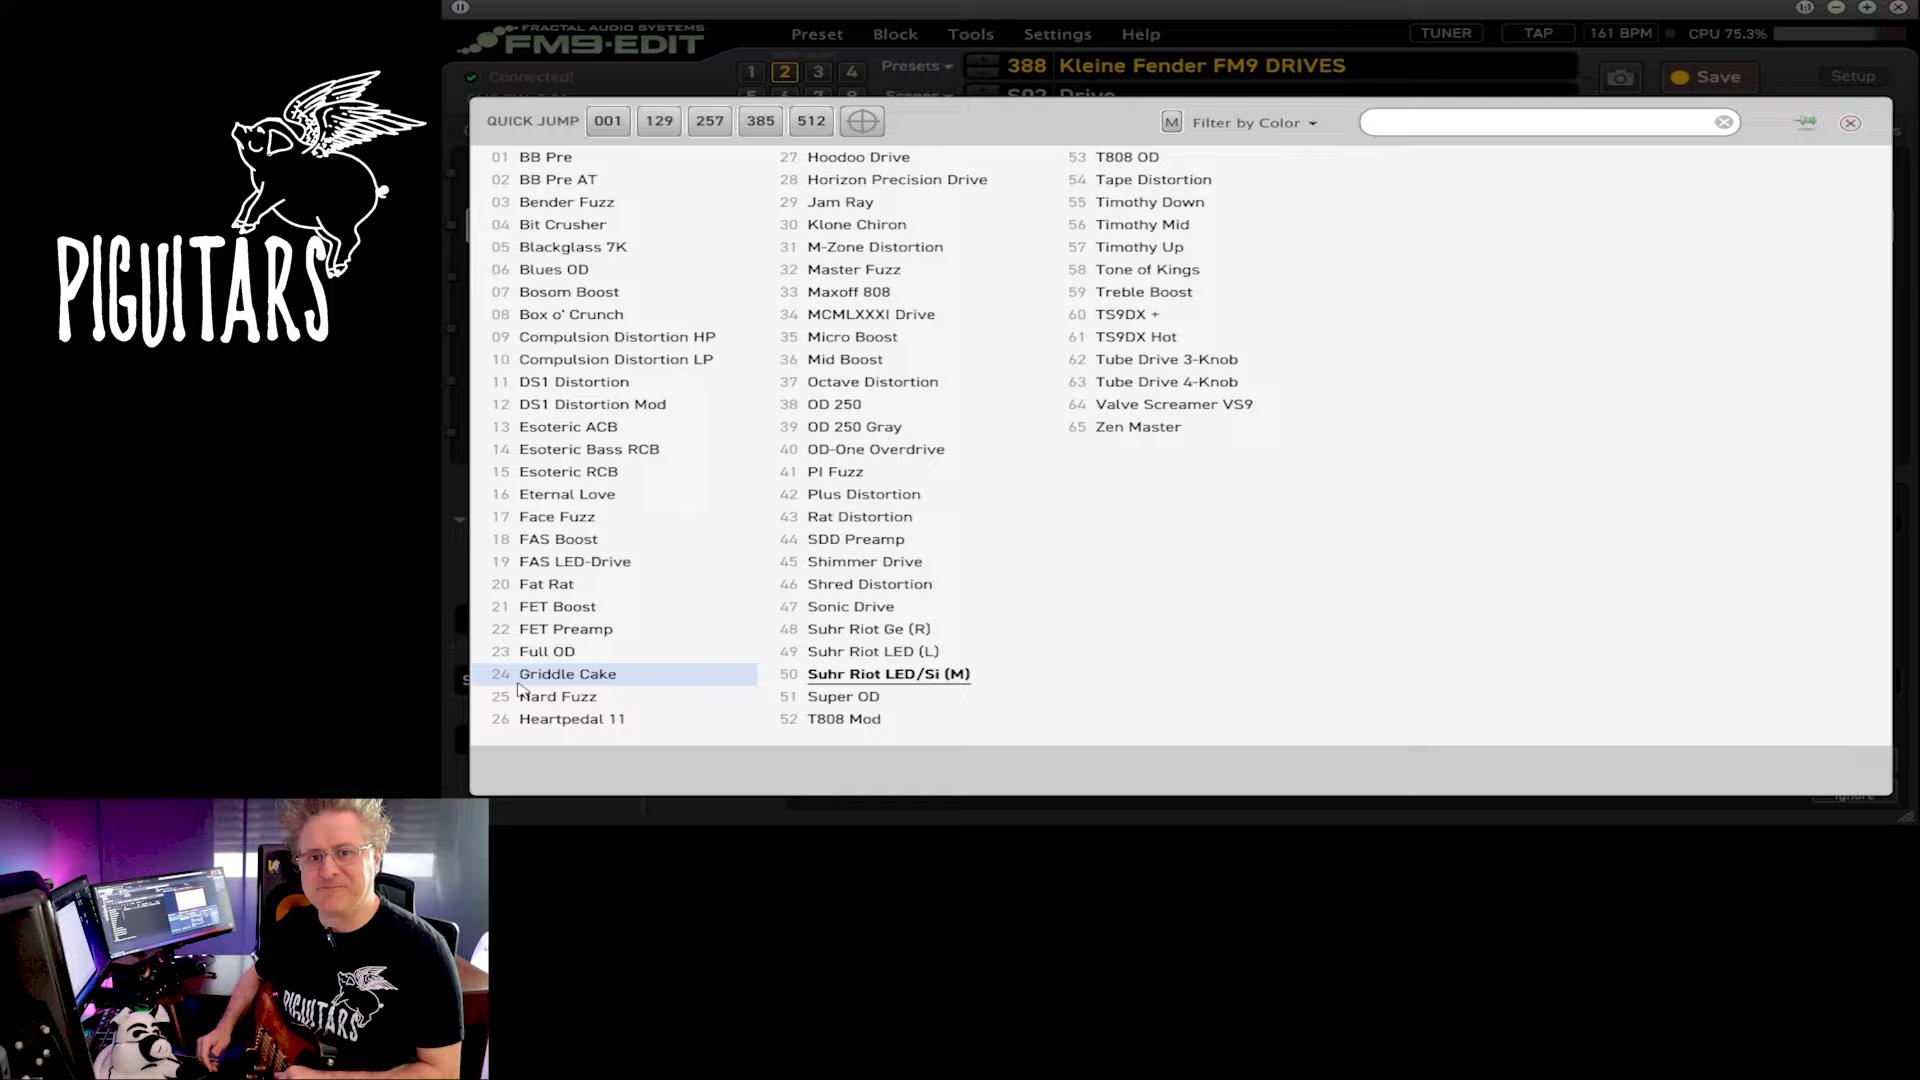 PIGUITARS
FRACTAL AUDIO SYSTEMS
FM9-EDIT
Preset Block Tools Settings Help
TUNER TAP 161 BPM CPU 75.3%
Connected!
1 2 3 4 Presets
388 Kleine Fender FM9 DRIVES
Save
Setup
QUICK JUMP 001 129 257 385 512
M Filter by Color
01 BB Pre
02 BB Pre AT
03 Bender Fuzz
04 Bit Crusher
05 Blackglass 7K
06 Blues OD
07 Bosom Boost
08 Box o' Crunch
09 Compulsion Distortion HP
10 Compulsion Distortion LP
11 DS1 Distortion
12 DS1 Distortion Mod
13 Esoteric ACB
14 Esoteric Bass RCB
15 Esoteric RCB
16 Eternal Love
17 Face Fuzz
18 FAS Boost
19 FAS LED-Drive
20 Fat Rat
21 FET Boost
22 FET Preamp
23 Full OD
24 Griddle Cake
25 Hard Fuzz
26 Heartpedal 11
27 Hoodoo Drive
28 Horizon Precision Drive
29 Jam Ray
30 Klone Chiron
31 M-Zone Distortion
32 Master Fuzz
33 Maxoff 808
34 MCMLXXXI Drive
35 Micro Boost
36 Mid Boost
37 Octave Distortion
38 OD 250
39 OD 250 Gray
40 OD-One Overdrive
41 PI Fuzz
42 Plus Distortion
43 Rat Distortion
44 SDD Preamp
45 Shimmer Drive
46 Shred Distortion
47 Sonic Drive
48 Suhr Riot Ge (R)
49 Suhr Riot LED (L)
50 Suhr Riot LED/Si (M)
51 Super OD
52 T808 Mod
53 T808 OD
54 Tape Distortion
55 Timothy Down
56 Timothy Mid
57 Timothy Up
58 Tone of Kings
59 Treble Boost
60 TS9DX +
61 TS9DX Hot
62 Tube Drive 3-Knob
63 Tube Drive 4-Knob
64 Valve Screamer VS9
65 Zen Master
PIGUITARS